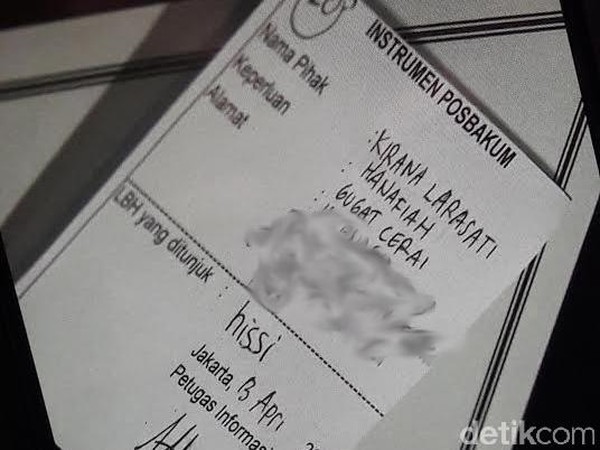 INSTRUMEN POSBAKUM
Nama Pihak : KIRANA LARASATI
HANAFIAH
Keperluan : GUGAT CERAI
Alamat :
LBH yang ditunjuk : hissi
Jakarta, 13 Apri
Petugas Informasi
detikcom